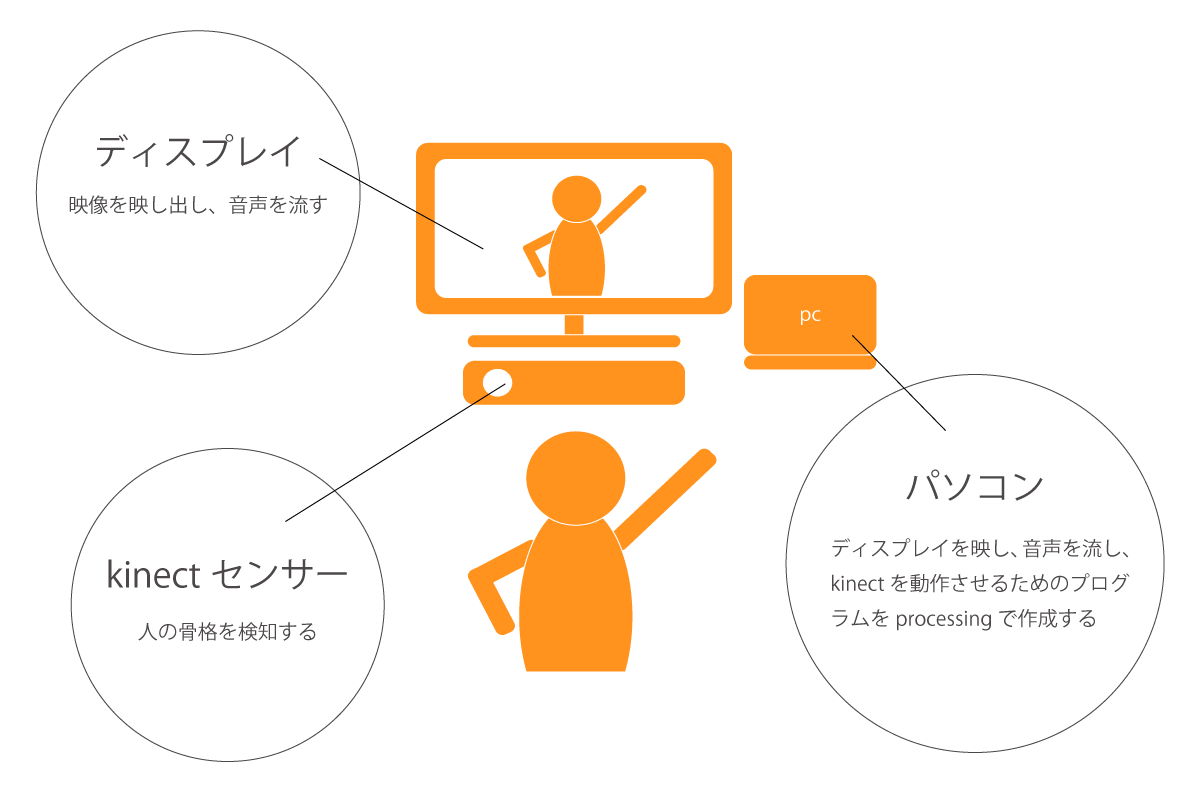 ディスプレイ
映像を映し出し、音声を流す
pc
kinect センサー
人の骨格を検知する
パソコン
ディスプレイを映し、音声を流し、
kinect を動作させるためのプログ
ラムを processing で作成する